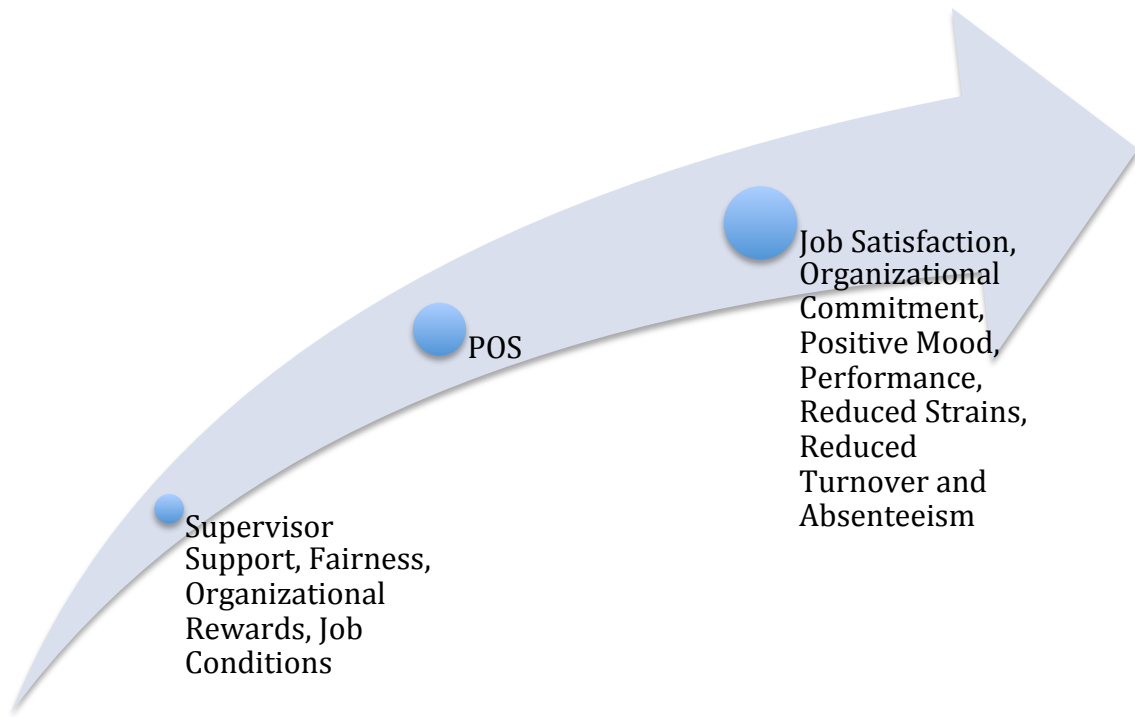 Supervisor
Support, Fairness,
Organizational
Rewards, Job
Conditions
POS
Job Satisfaction,
Organizational
Commitment,
Positive Mood,
Performance,
Reduced Strains,
Reduced
Turnover and
Absenteeism